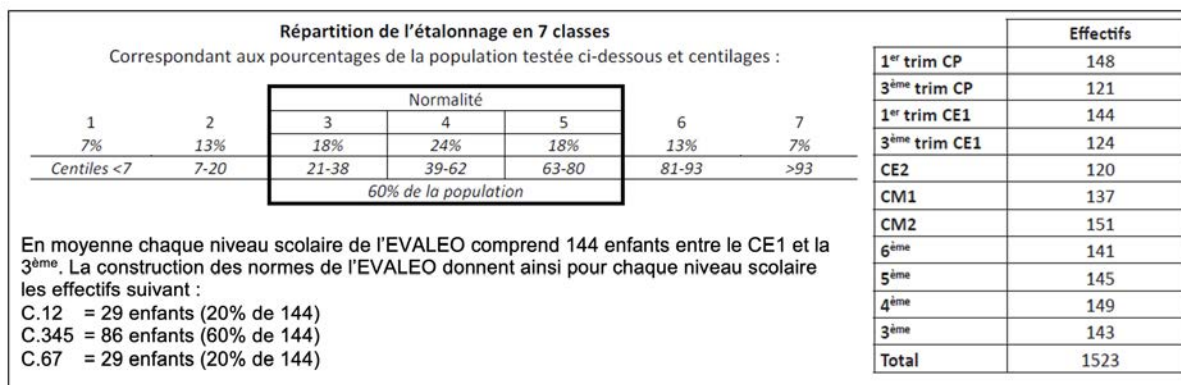 Répartition de l'étalonnage en 7 classes
Correspondant aux pourcentages de la population testée ci-dessous et centilages :
Normalité
1 2 3 4 5 6 7
7% 13% 18% 24% 18% 13% 7%
Centiles <7 7-20 21-38 39-62 63-80 81-93 >93
60% de la population
En moyenne chaque niveau scolaire de l'EVALEO comprend 144 enfants entre le CE1 et la
3ème. La construction des normes de l'EVALEO donnent ainsi pour chaque niveau scolaire
les effectifs suivant :
C.12 = 29 enfants (20% de 144)
C.345 = 86 enfants (60% de 144)
C.67 = 29 enfants (20% de 144)
Effectifs
1er trim CP 148
3ème trim CP 121
1er trim CE1 144
3ème trim CE1 124
CE2 120
CM1 137
CM2 151
6ème 141
5ème 145
4ème 149
3ème 143
Total 1523